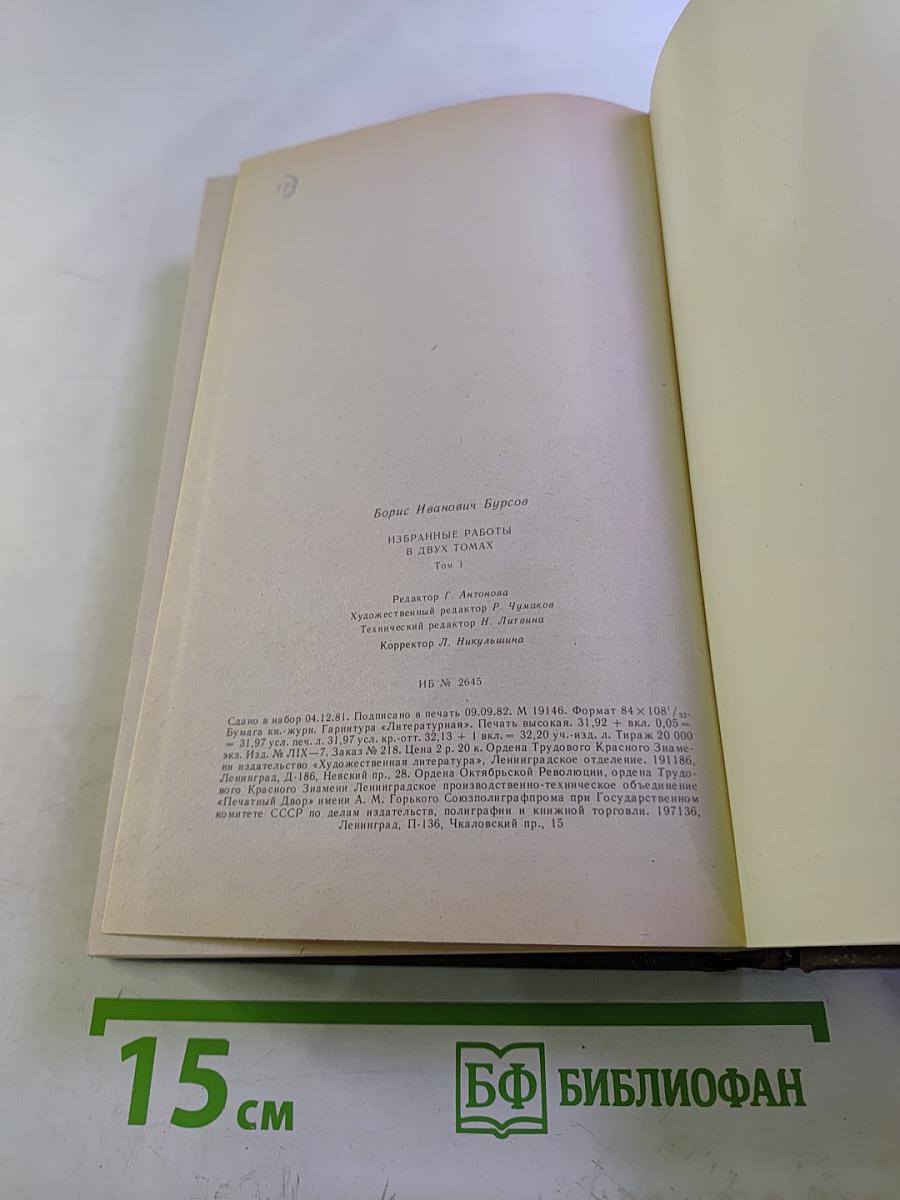 Борис Иванович Бурсов
ИЗБРАННЫЕ РАБОТЫ
В ДВУХ ТОМАХ
Том 1
Редактор Г. Антонова
Художественный редактор Р. Чумаков
Технический редактор Н. Литвина
Корректор Л. Никульшина
ИБ № 2645
Сдано в набор 04.12.81. Подписано в печать 09.09.82. М 19146. Формат 84 × 108¹/₃₂.
Бумага кн.-журн. Гарнитура «Литературная». Печать высокая. 31,92 + вкл. 0,05 =
= 31,97 усл. печ. л. 31,97 усл. кр.-отт. 32,13 + 1 вкл. = 32,20 уч.-изд. л. Тираж 20 000
экз. Изд. № ЛIX—7. Заказ № 218. Цена 2 р. 20 к. Ордена Трудового Красного Знаме-
ни издательство «Художественная литература», Ленинградское отделение. 191186,
Ленинград, Д-186, Невский пр., 28. Ордена Октябрьской Революции, ордена Трудо-
вого Красного Знамени Ленинградское производственно-техническое объединение
«Печатный Двор» имени А. М. Горького Союзполиграфпрома при Государственном
комитете СССР по делам издательств, полиграфии и книжной торговли. 197136,
Ленинград, П-136, Чкаловский пр., 15
15 см
БФ БИБЛИОФАН